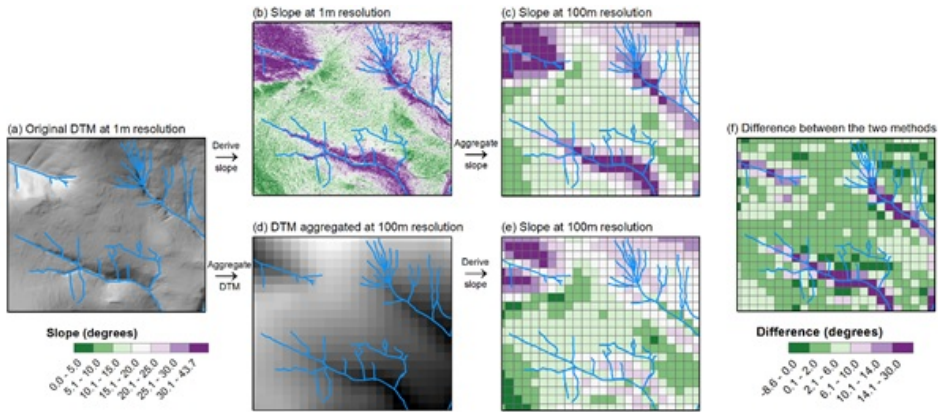 (b) Slope at 1m resolution
(c) Slope at 100m resolution
(a) Original DTM at 1m resolution
Derive
slope
Aggregate
slope
(f) Difference between the two methods
(d) DTM aggregated at 100m resolution
(e) Slope at 100m resolution
Aggregate
DTM
Derive
slope
Slope (degrees)
0.0 - 5.0
5.1 - 10.0
10.1 - 15.0
15.1 - 20.0
20.1 - 25.0
25.1 - 30.0
30.1 - 43.7
Difference (degrees)
-8.6 - 0.0
0.1 - 2.0
2.1 - 6.0
6.1 - 10.0
10.1 - 14.0
14.1 - 30.0